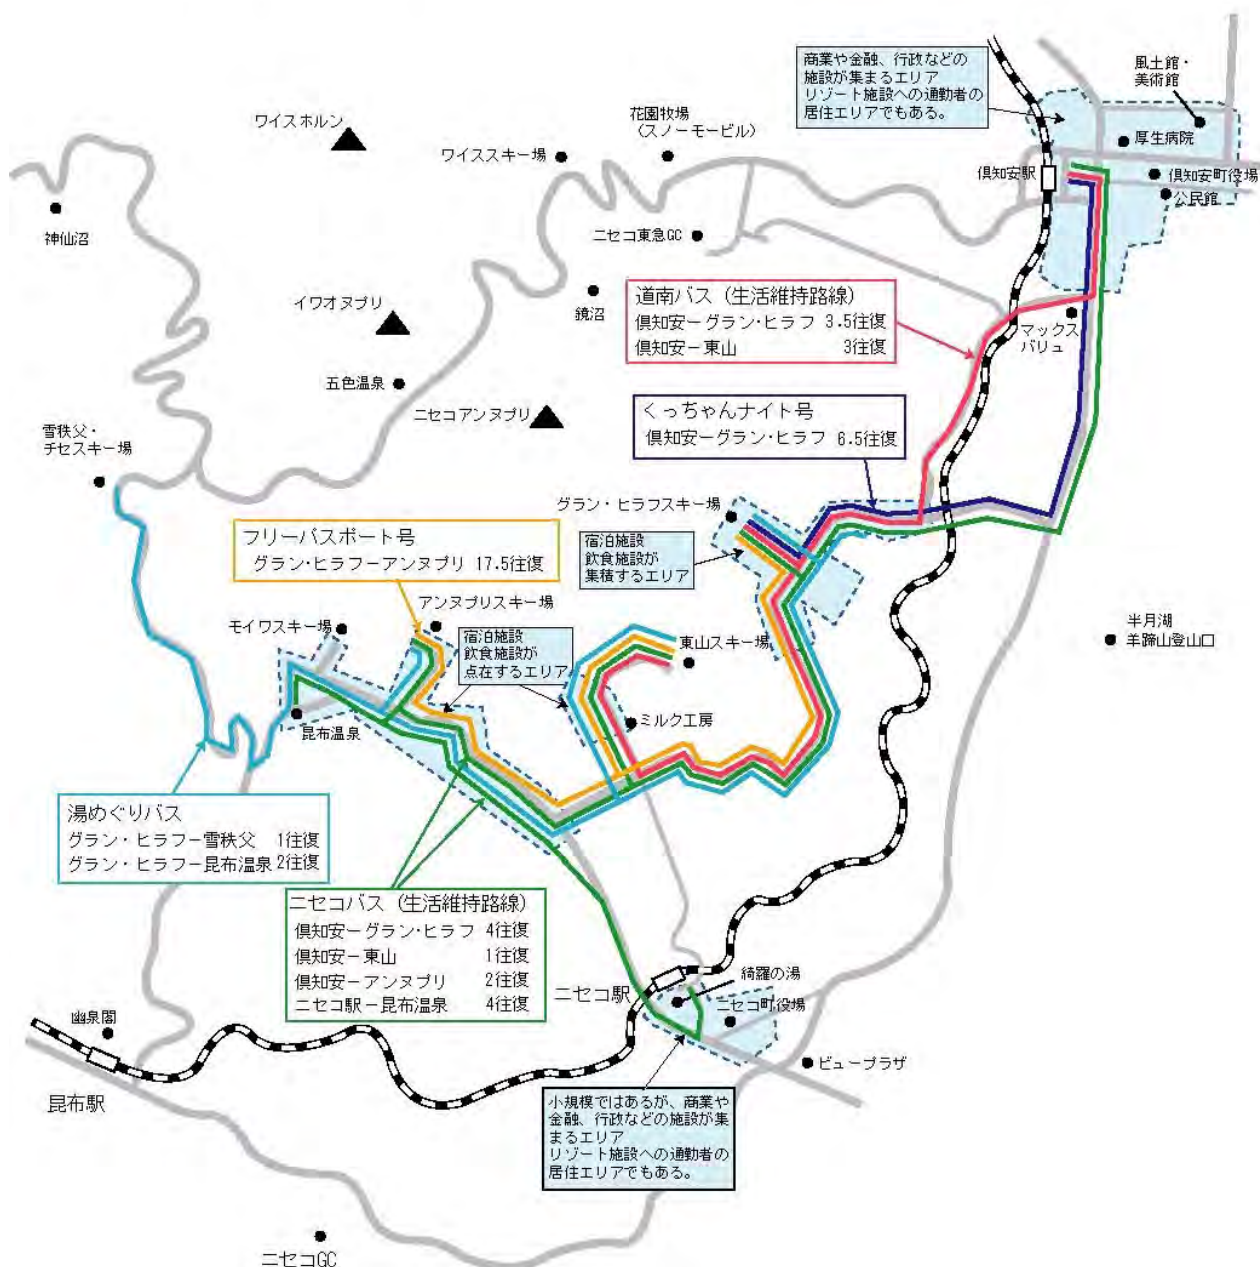 商業や金融、行政などの
施設が集まるエリア
リゾート施設への通勤者の
居住エリアでもある。
風土館・
美術館
厚生病院
倶知安駅
倶知安町役場
公民館
ワイスホルン
花園牧場
(スノーモービル)
ワイススキー場
神仙沼
ニセコ東急GC
鏡沼
イワオヌプリ
五色温泉
ニセコアンヌプリ
道南バス (生活維持路線)
倶知安ーグラン・ヒラフ 3.5往復
倶知安ー東山 3往復
マックス
バリュ
くっちゃんナイト号
倶知安ーグラン・ヒラフ 6.5往復
雪秩父・
チセスキー場
グラン・ヒラフスキー場
宿泊施設
飲食施設が
集積するエリア
フリーパスポート号
グラン・ヒラフーアンヌプリ 17.5往復
アンヌプリスキー場
モイワスキー場
宿泊施設
飲食施設が
点在するエリア
東山スキー場
半月湖
羊蹄山登山口
昆布温泉
ミルク工房
湯めぐりバス
グラン・ヒラフー雪秩父 1往復
グラン・ヒラフー昆布温泉 2往復
ニセコバス (生活維持路線)
倶知安ーグラン・ヒラフ 4往復
倶知安ー東山 1往復
倶知安ーアンヌプリ 2往復
ニセコ駅ー昆布温泉 4往復
ニセコ駅
綺羅の湯
ニセコ町役場
ビュープラザ
幽泉閣
昆布駅
小規模ではあるが、商業や
金融、行政などの施設が集
まるエリア
リゾート施設への通勤者の
居住エリアでもある。
ニセコGC